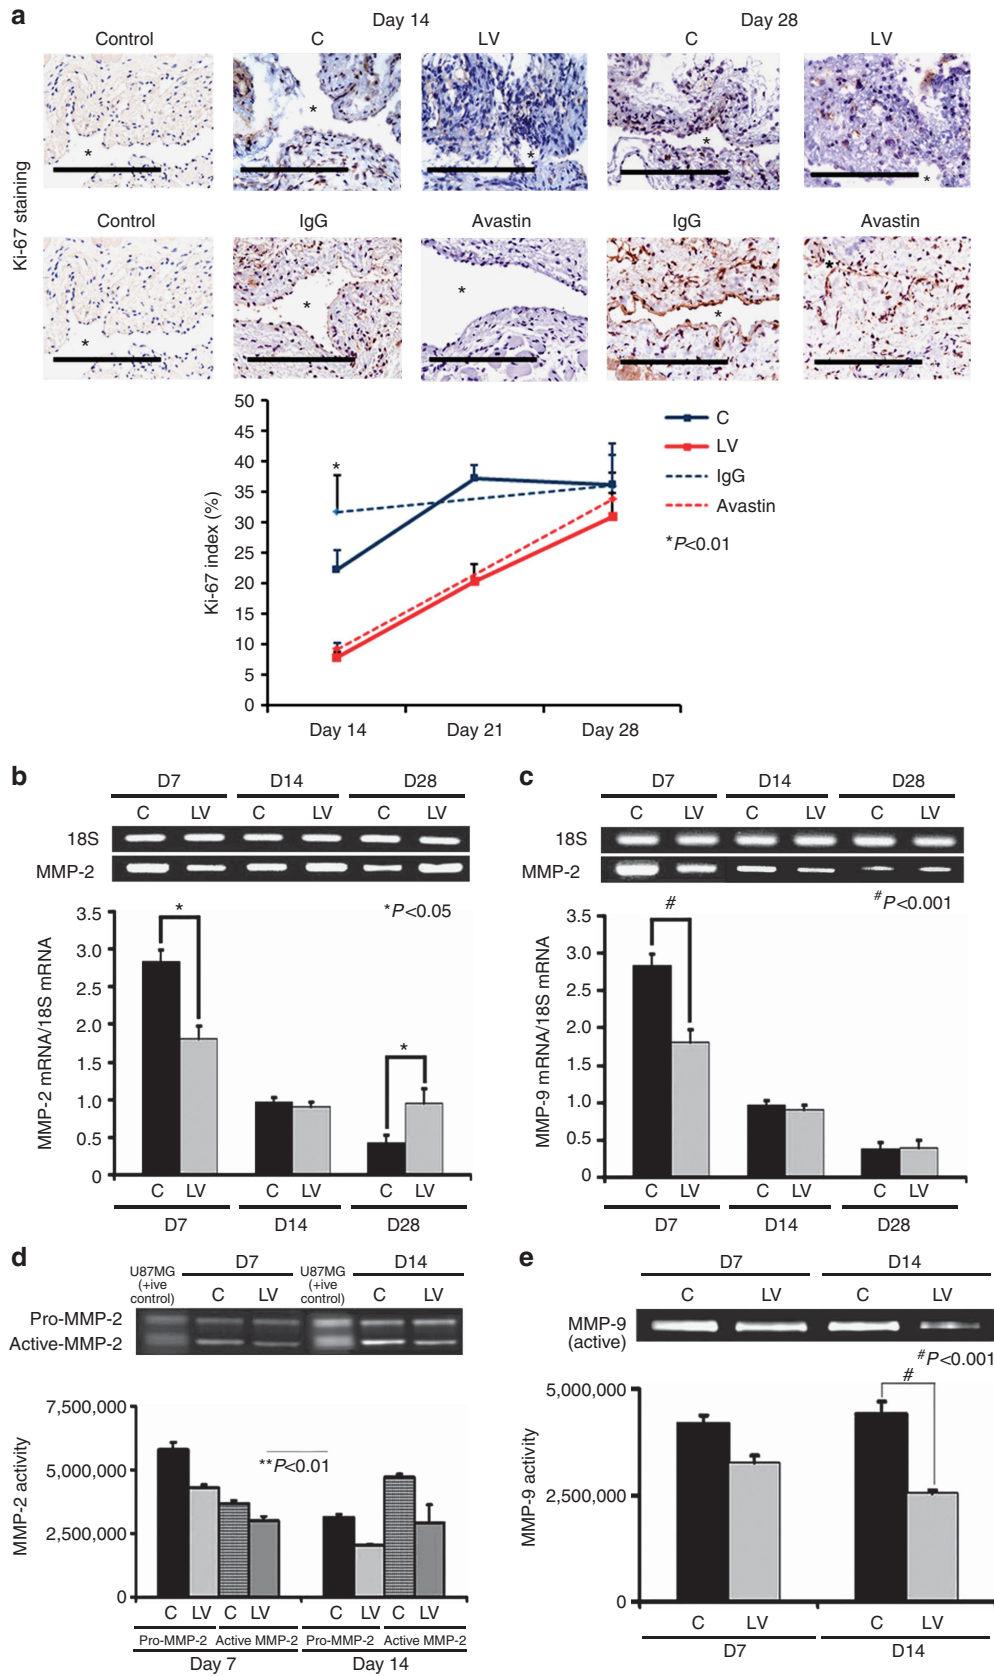 a
Day 14 Day 28
Control C LV C LV
* * * * *
Ki-67 staining
Control IgG Avastin IgG Avastin
* * * * *
50
45
40
35
30
25
20
15
10
5
0
Ki-67 index (%)
*
C
LV
IgG
Avastin
*P<0.01
Day 14 Day 21 Day 28
b
D7 D14 D28
C LV C LV C LV
18S
MMP-2
*P<0.05
3.5
3.0
2.5
2.0
1.5
1.0
0.5
0
MMP-2 mRNA/18S mRNA
*
*
C LV C LV C LV
D7 D14 D28
c
D7 D14 D28
C LV C LV C LV
18S
MMP-2
#P<0.001
3.5
3.0
2.5
2.0
1.5
1.0
0.5
0
MMP-9 mRNA/18S mRNA
#
C LV C LV C LV
D7 D14 D28
d
U87MG
(+ive
control)
D7
C LV
U87MG
(+ive
control)
D14
C LV
Pro-MMP-2
Active-MMP-2
7,500,000
5,000,000
2,500,000
0
MMP-2 activity
**P<0.01
C LV C LV C LV C LV
Pro-MMP-2 Active MMP-2 Pro-MMP-2 Active MMP-2
Day 7 Day 14
e
D7 D14
C LV C LV
MMP-9
(active)
#P<0.001
#
5,000,000
2,500,000
0
MMP-9 activity
C LV C LV
D7 D14